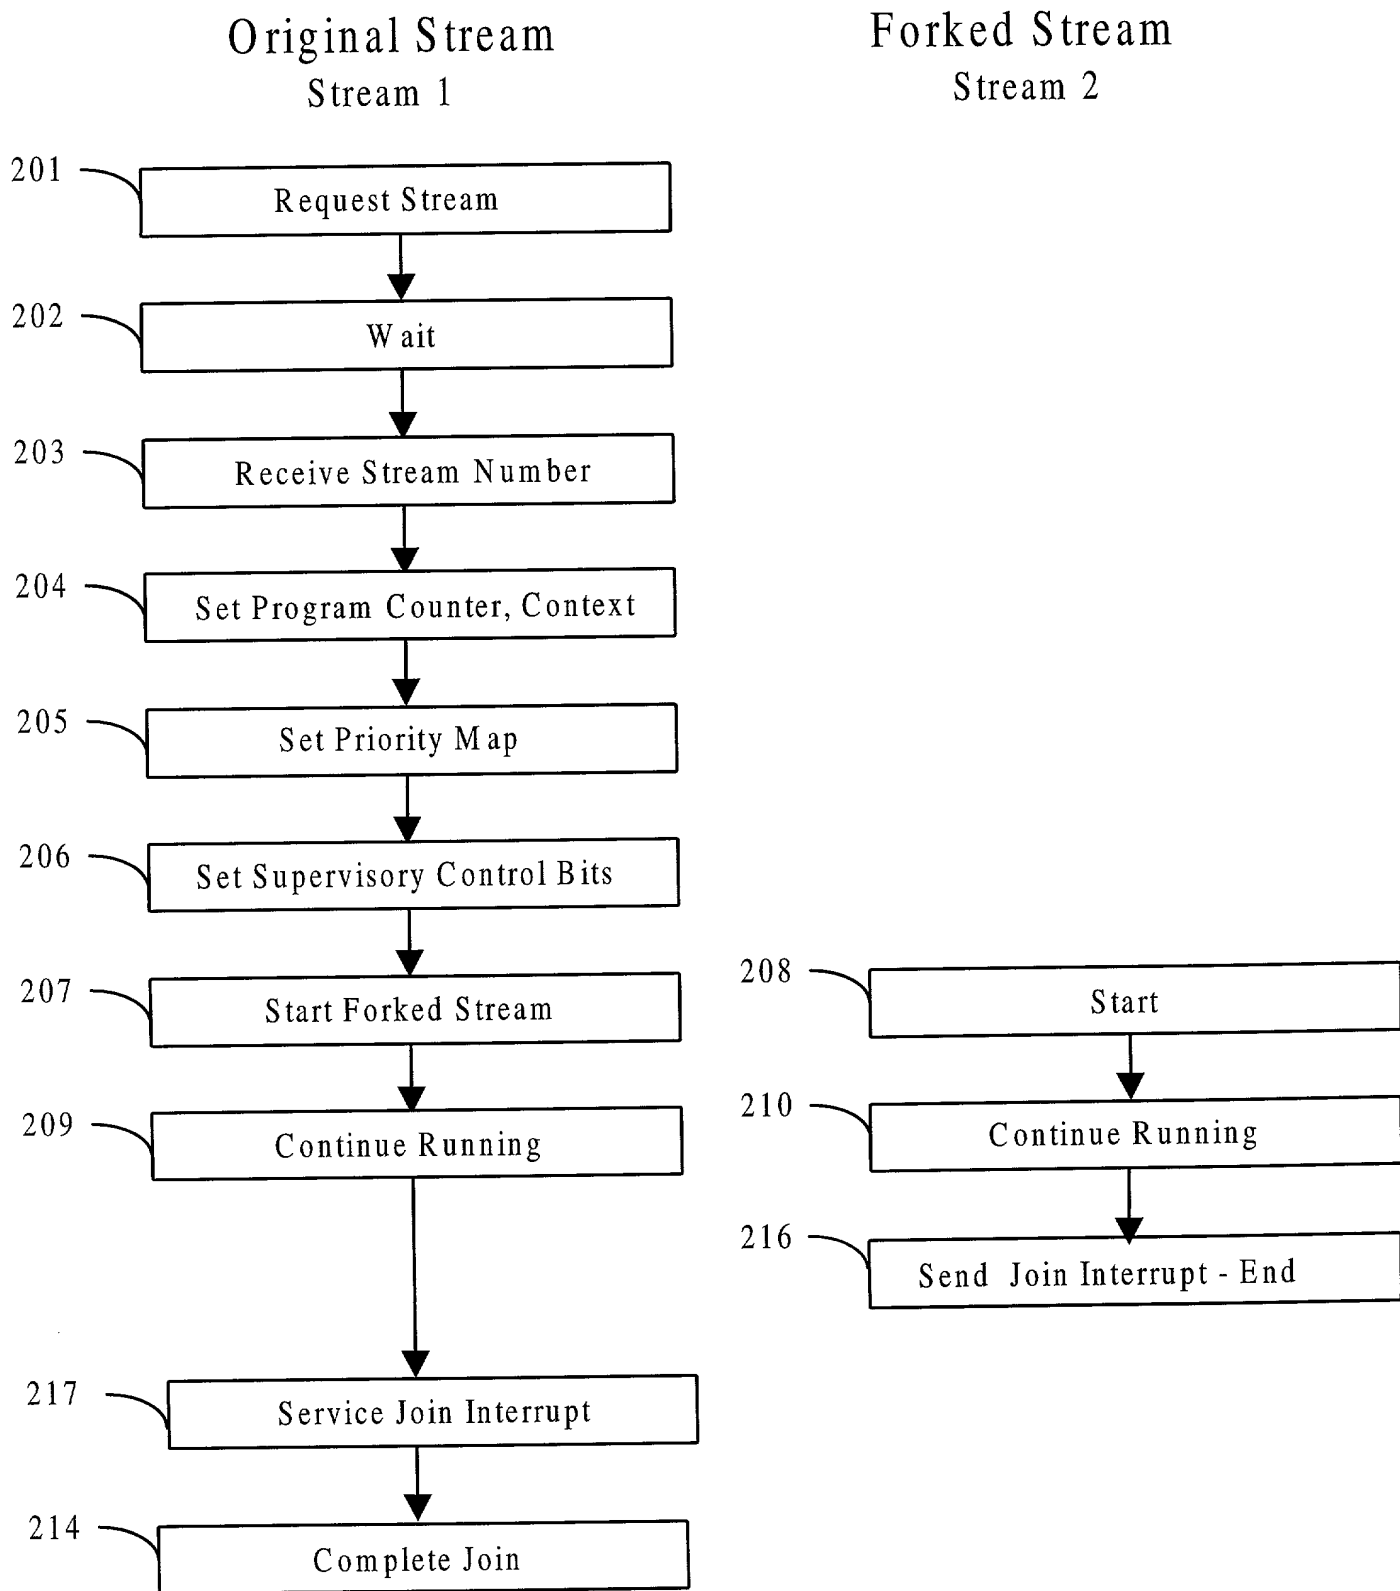 Original Stream
Stream 1
Forked Stream
Stream 2
201
Request Stream
202
Wait
203
Receive Stream Number
204
Set Program Counter, Context
205
Set Priority Map
206
Set Supervisory Control Bits
207
Start Forked Stream
208
Start
209
Continue Running
210
Continue Running
216
Send Join Interrupt - End
217
Service Join Interrupt
214
Complete Join